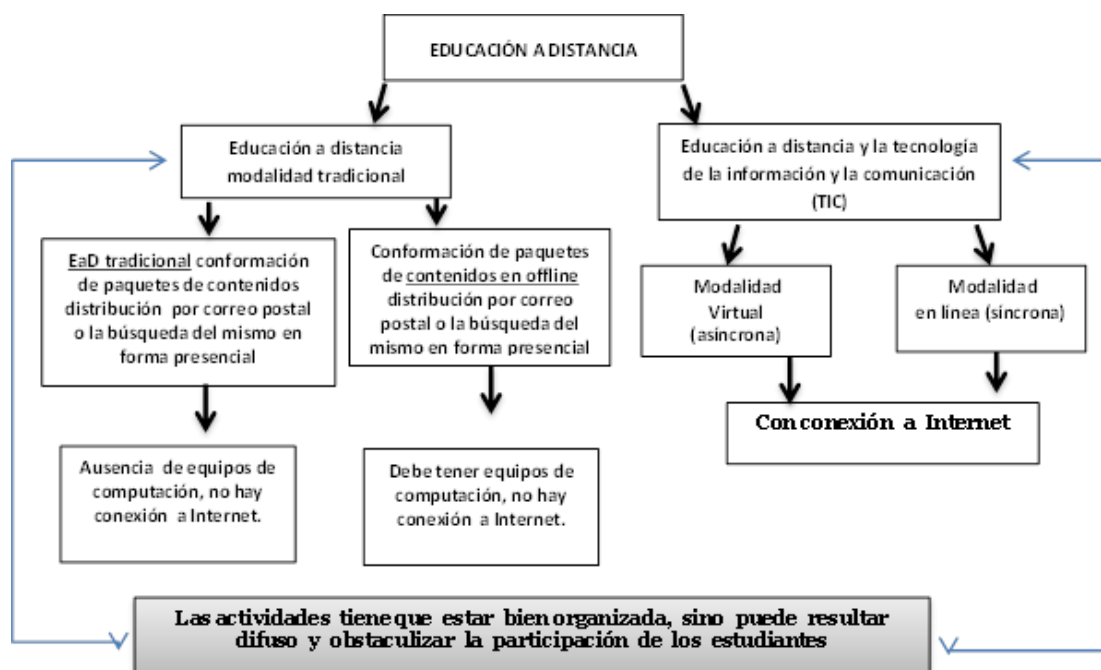 EDUCACIÓN A DISTANCIA
Educación a distancia
modalidad tradicional
Educación a distancia y la tecnología
de la información y la comunicación
(TIC)
EaD tradicional conformación
de paquetes de contenidos
distribución por correo postal
o la búsqueda del mismo en
forma presencial
Conformación de paquetes
de contenidos en offline
distribución por correo
postal o la búsqueda del
mismo en forma presencial
Modalidad
Virtual
(asíncrona)
Modalidad
en línea (síncrona)
Con conexión a Internet
Ausencia de equipos de
computación, no hay
conexión a Internet.
Debe tener equipos de
computación, no hay
conexión a Internet.
Las actividades tiene que estar bien organizada, sino puede resultar
difuso y obstaculizar la participación de los estudiantes